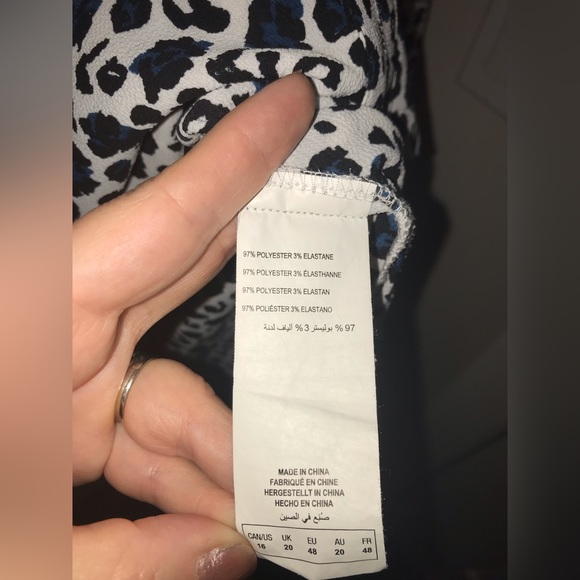 97% POLYESTER 3% ELASTANE
97% POLYESTER 3% ÉLASTHANNE
97% POLYESTER 3% ELASTAN
97% POLIÉSTER 3% ELASTANO
97 % بوليستر 3 % ألياف لدنة
MADE IN CHINA
FABRIQUÉ EN CHINE
HERGESTELLT IN CHINA
HECHO EN CHINA
صُنِع في الصين
CAN/US UK EU AU FR
16 20 48 20 48